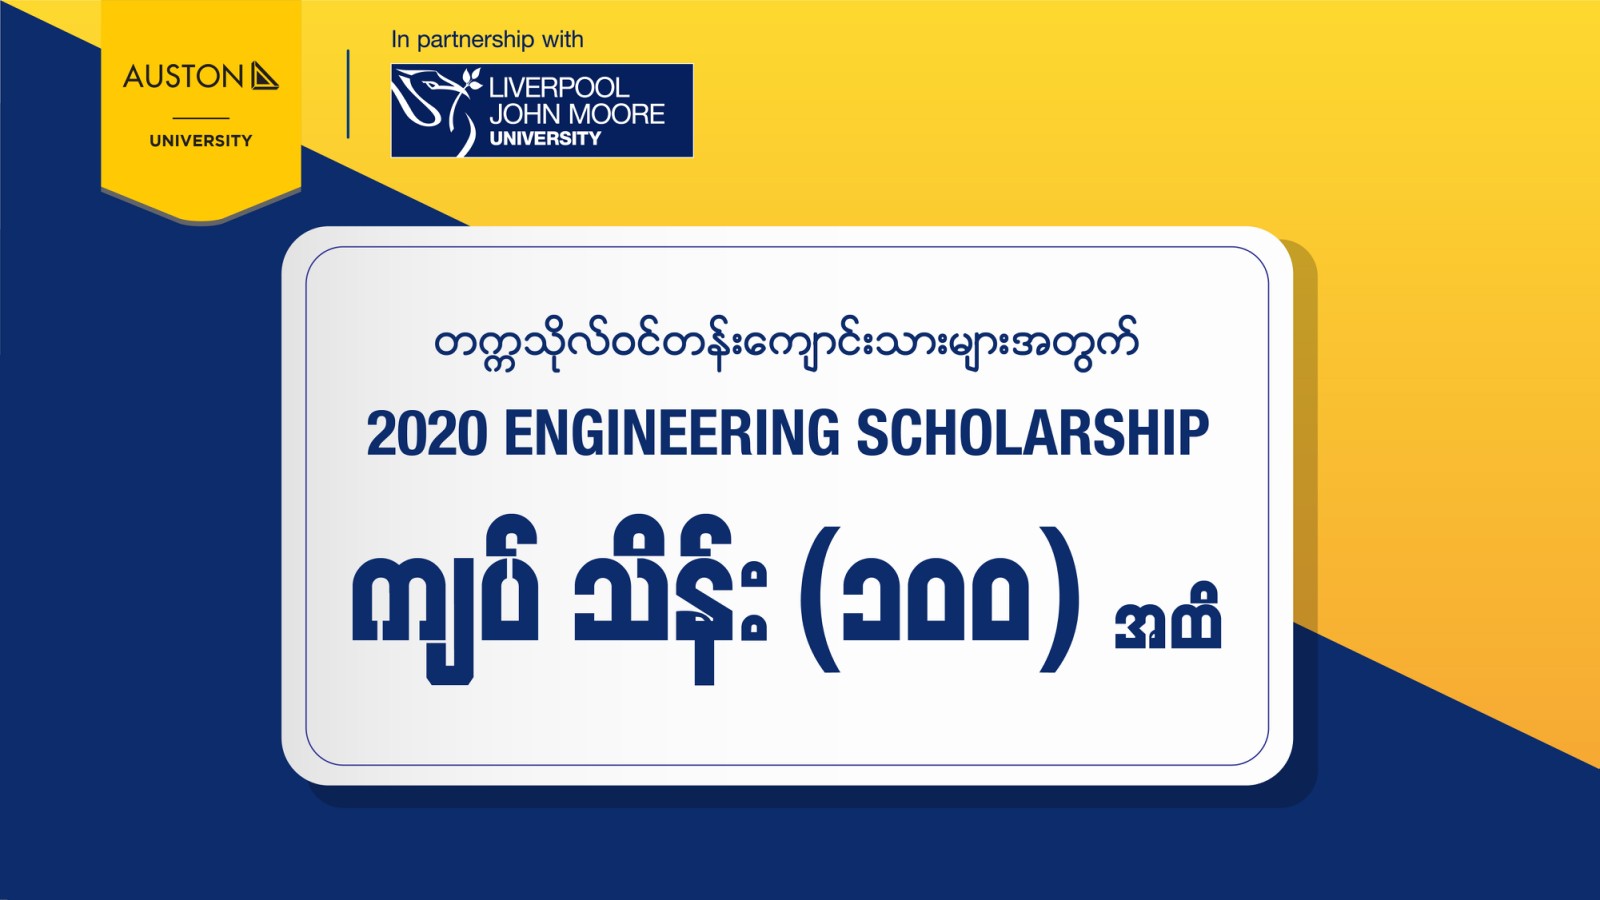 AUSTON
UNIVERSITY
In partnership with
LIVERPOOL
JOHN MOORE
UNIVERSITY
တက္ကသိုလ်ဝင်တန်းကျောင်းသားများအတွက်
2020 ENGINEERING SCHOLARSHIP
ကျပ် သိန်း (၁၀၀) အထိ